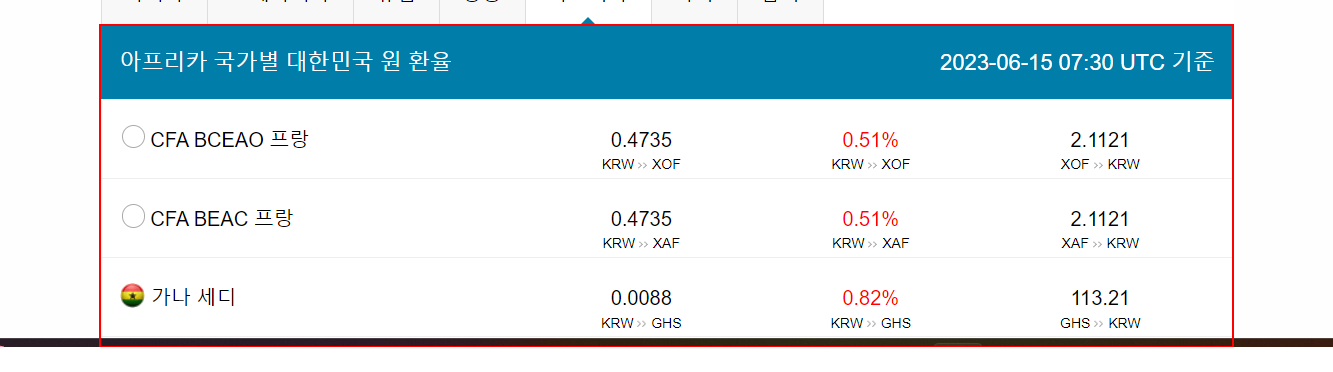 아프리카 국가별 대한민국 원 환율 2023-06-15 07:30 UTC 기준
CFA BCEAO 프랑 0.4735 0.51% 2.1121
KRW ›› XOF KRW ›› XOF XOF ›› KRW
CFA BEAC 프랑 0.4735 0.51% 2.1121
KRW ›› XAF KRW ›› XAF XAF ›› KRW
가나 세디 0.0088 0.82% 113.21
KRW ›› GHS KRW ›› GHS GHS ›› KRW